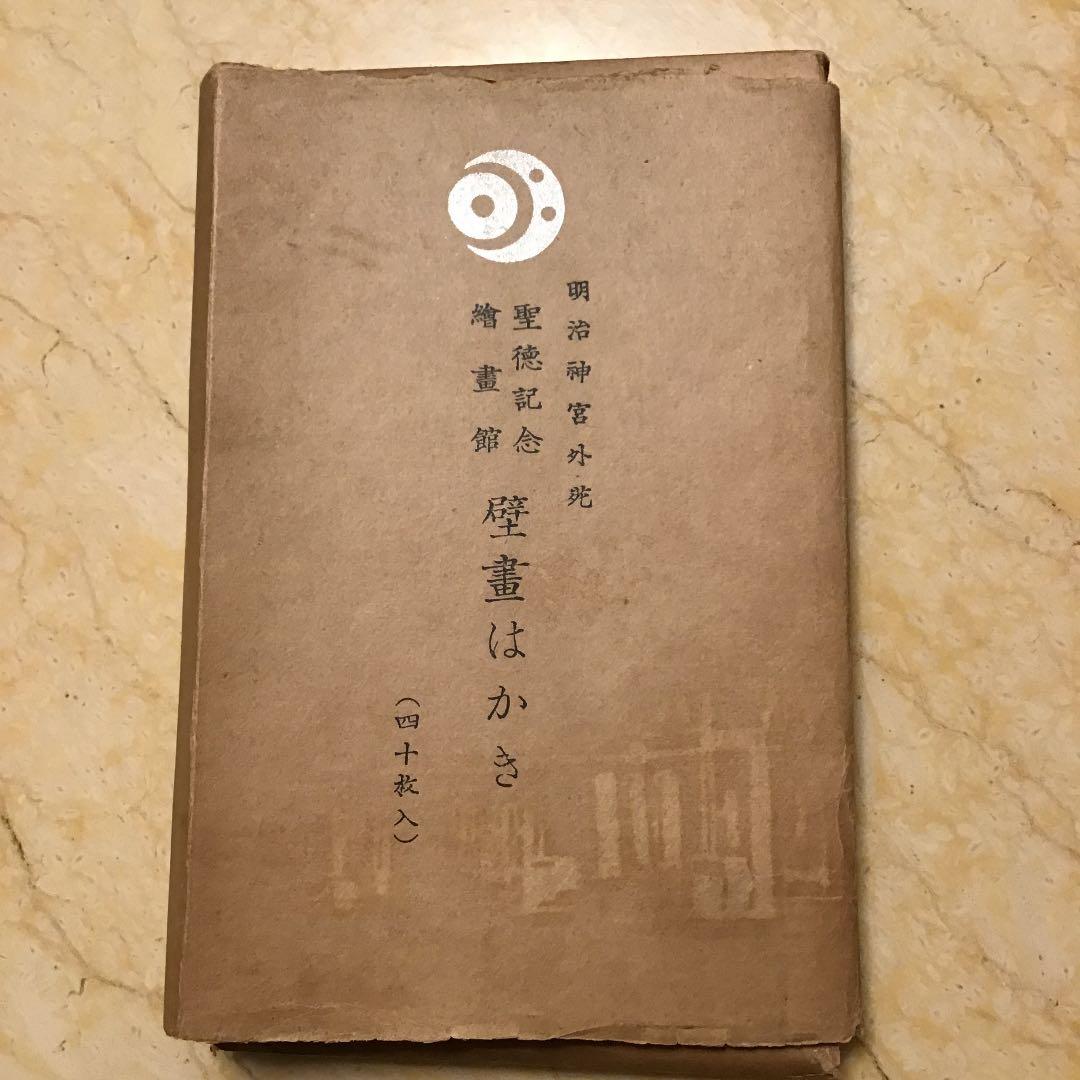 明治神宮外苑
聖徳記念
繪畫館
壁畫はかき
（四十枚入）